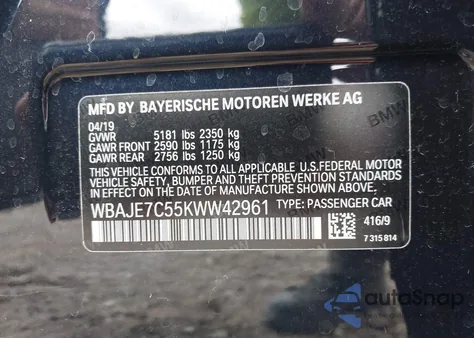 MFD BY BAYERISCHE MOTOREN WERKE AG
04/19
GVWR 5181 lbs 2350 kg
GAWR FRONT 2590 lbs 1175 kg
GAWR REAR 2756 lbs 1250 kg
THIS VEHICLE CONFORMS TO ALL APPLICABLE U.S.FEDERAL MOTOR
VEHICLE SAFETY, BUMPER AND THEFT PREVENTION STANDARDS
IN EFFECT ON THE DATE OF MANUFACTURE SHOWN ABOVE.
WBAJE7C55KWW42961 TYPE: PASSENGER CAR
416/9
7 315 814
autoSnap